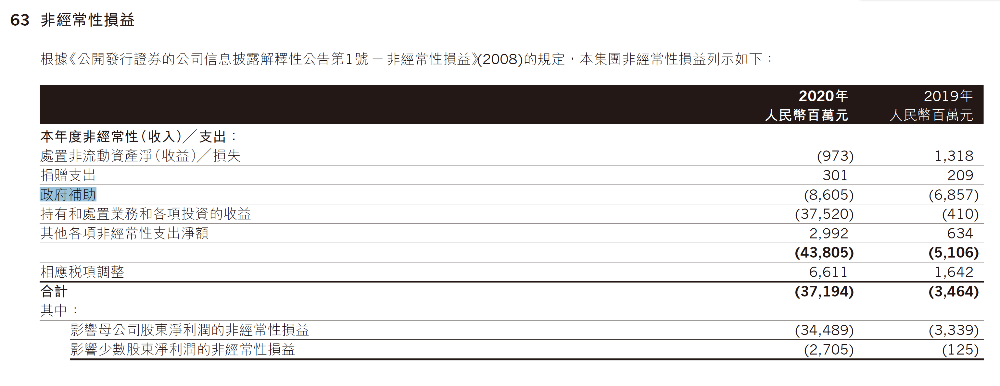 63 非經常性損益
根據《公開發行證券的公司信息披露解釋性公告第1號－非經常性損益》(2008)的規定，本集團非經常性損益列示如下：
2020年 2019年
人民幣百萬元 人民幣百萬元
本年度非經常性(收入)╱支出：
處置非流動資產淨(收益)╱損失 (973) 1,318
捐贈支出 301 209
政府補助 (8,605) (6,857)
持有和處置業務和各項投資的收益 (37,520) (410)
其他各項非經常性支出淨額 2,992 634
(43,805) (5,106)
相應税項調整 6,611 1,642
合計 (37,194) (3,464)
其中：
影響母公司股東淨利潤的非經常性損益 (34,489) (3,339)
影響少數股東淨利潤的非經常性損益 (2,705) (125)